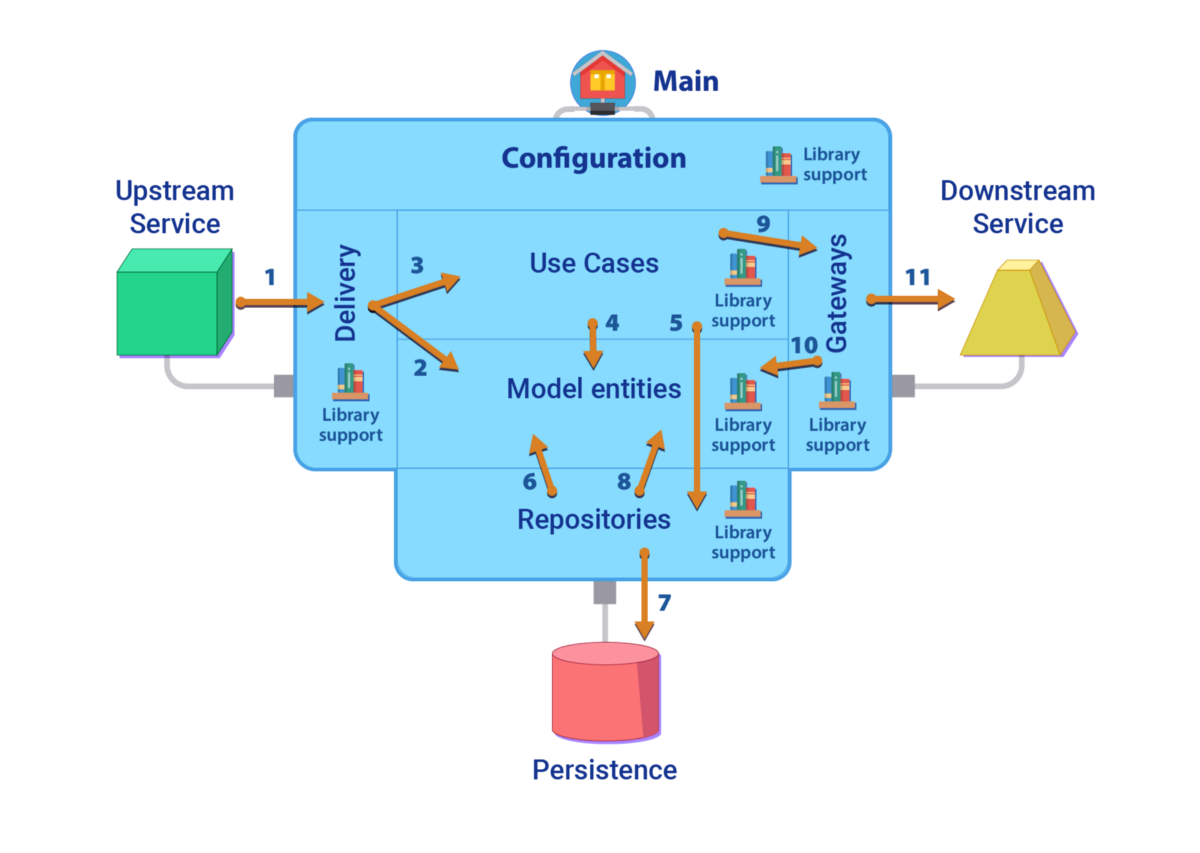 Main
Configuration
Library
support
Upstream
Service
Downstream
Service
1
Delivery
Library
support
3
2
Use Cases
9
Library
support
4
5
Gateways
11
10
Model entities
Library
support
Library
support
6
8
Repositories
Library
support
7
Persistence